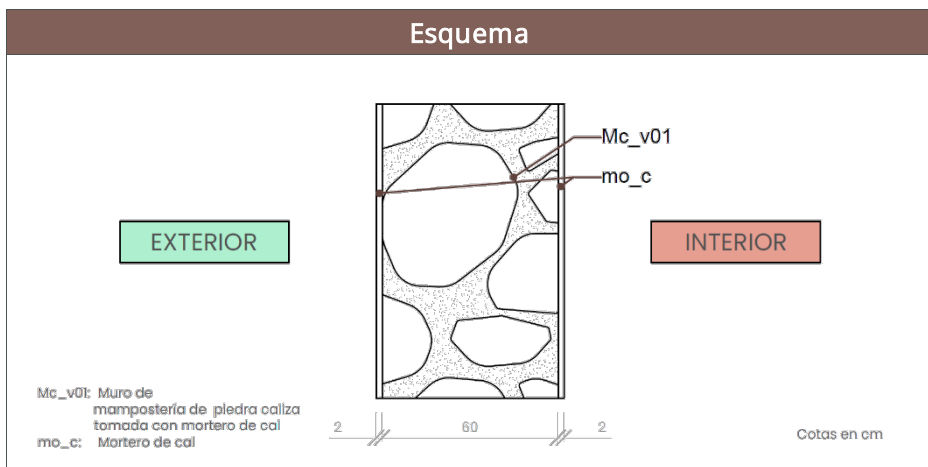 Esquema
Mc_v01
mo_c
EXTERIOR
INTERIOR
Mc_v01: Muro de
mampostería de piedra caliza
tomada con mortero de cal
mo_c: Mortero de cal
2 60 2
Cotas en cm